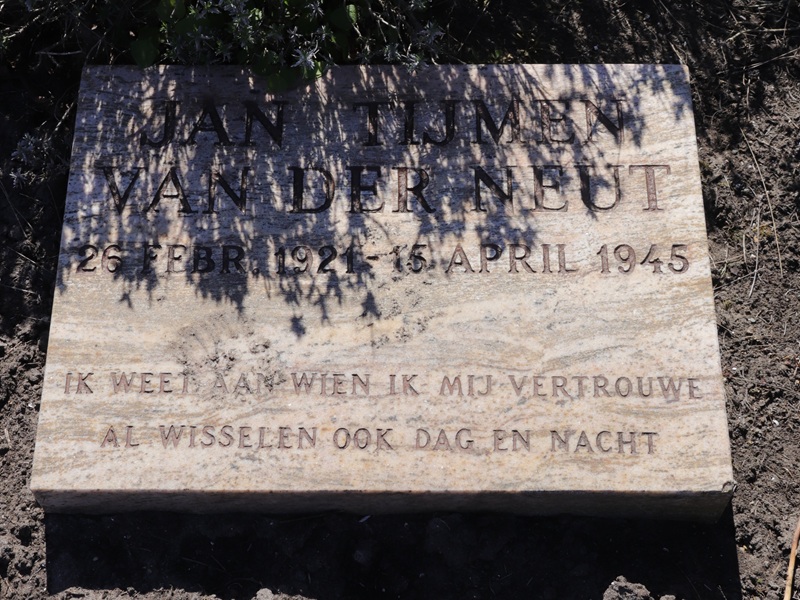 JAN TIJMEN
VAN DER NEUT
26 FEBR. 1921 - 15 APRIL 1945
IK WEET AAN WIEN IK MIJ VERTROUWE
AL WISSELEN OOK DAG EN NACHT